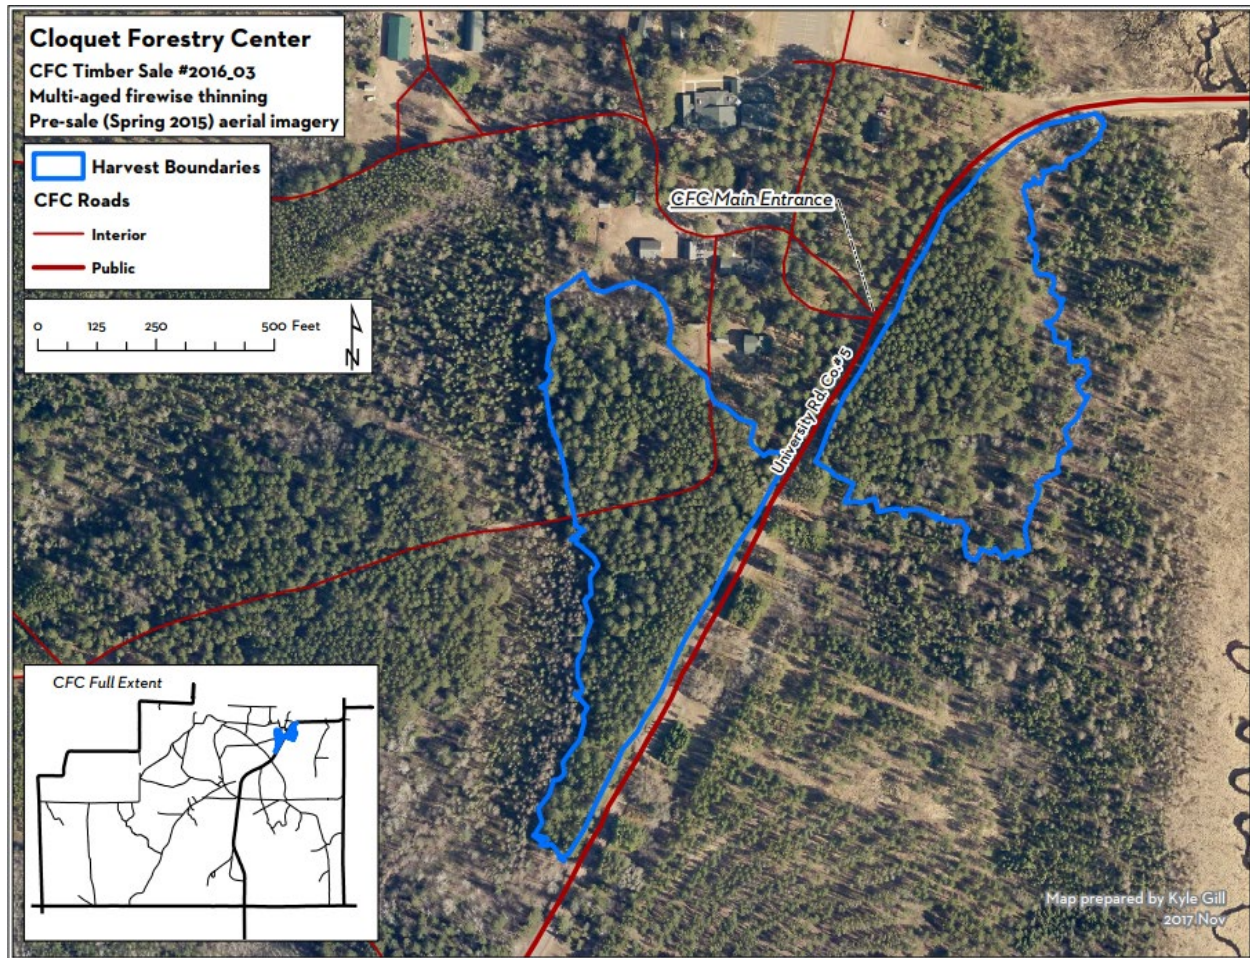 Cloquet Forestry Center
CFC Timber Sale #2016_03
Multi-aged firewise thinning
Pre-sale (Spring 2015) aerial imagery
Harvest Boundaries
CFC Roads
Interior
Public
0 125 250 500 Feet
N
CFC Main Entrance
University Rd. Co.# 5
CFC Full Extent
Map prepared by Kyle Gill
2017 Nov